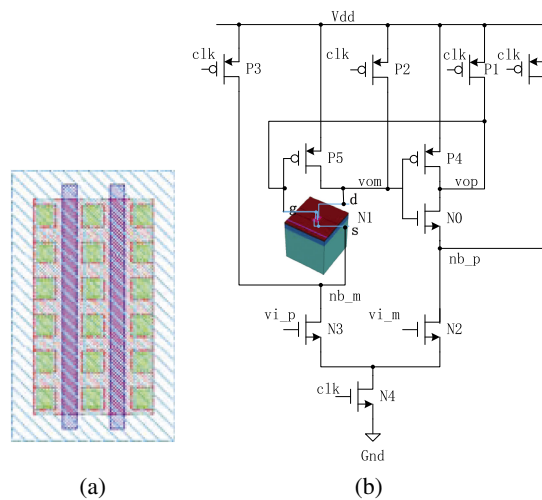 Vdd
clk
P3
clk
P2
clk
P1
clk
P5
P4
vom
vop
d
g
N1
N0
s
nb_m
nb_p
vi_p
N3
vi_m
N2
clk
N4
Gnd
(a)
(b)